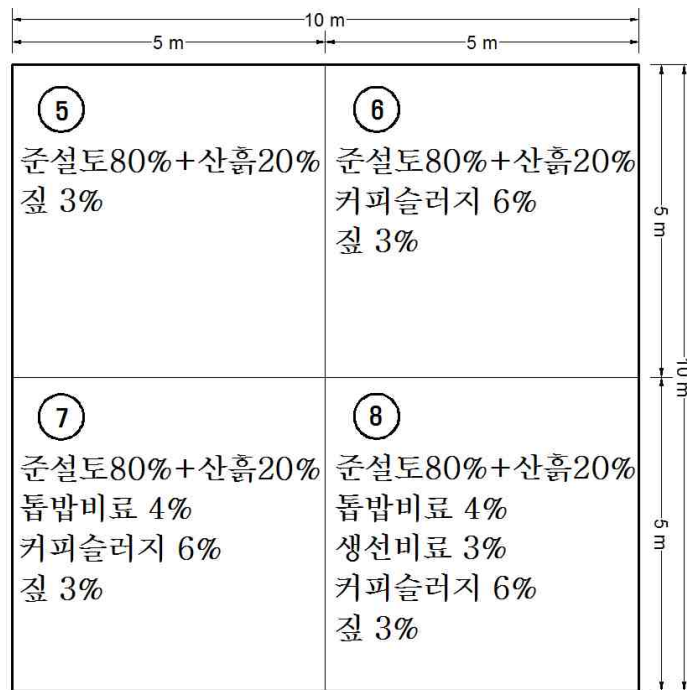 10 m
5 m
5 m
5
준설토80%+산흙20%
짚 3%
6
준설토80%+산흙20%
커피슬러지 6%
짚 3%
5 m
10 m
7
준설토80%+산흙20%
톱밥비료 4%
커피슬러지 6%
짚 3%
8
준설토80%+산흙20%
톱밥비료 4%
생선비료 3%
커피슬러지 6%
짚 3%
5 m